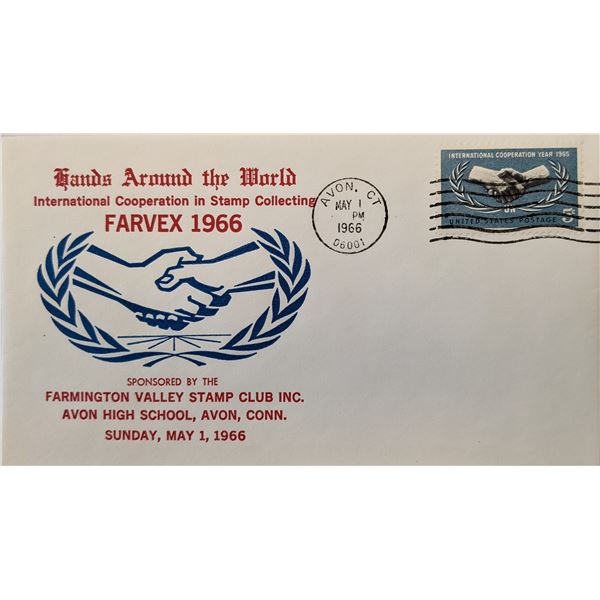 Hands Around the World
International Cooperation in Stamp Collecting
FARVEX 1966
SPONSORED BY THE
FARMINGTON VALLEY STAMP CLUB INC.
AVON HIGH SCHOOL, AVON, CONN.
SUNDAY, MAY 1, 1966
AVON, CT
MAY 1
PM
1966
06001
INTERNATIONAL COOPERATION YEAR 1965
UN
UNITED STATES POSTAGE 5c